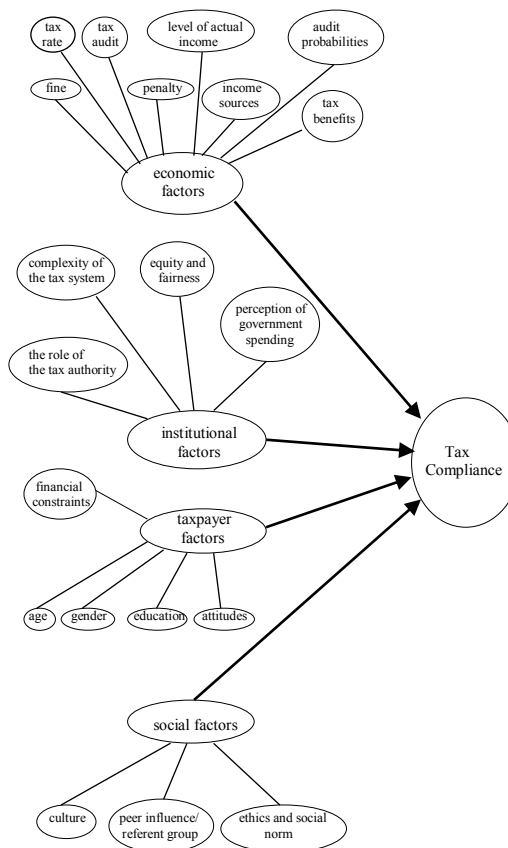 tax
rate
tax
audit
level of actual
income
audit
probabilities
fine
penalty
income
sources
tax
benefits
economic
factors
complexity of
the tax system
equity and
fairness
perception of
government
spending
the role of
the tax authority
institutional
factors
Tax
Compliance
financial
constraints
taxpayer
factors
age
gender
education
attitudes
social factors
culture
peer influence/
referent group
ethics and social
norm